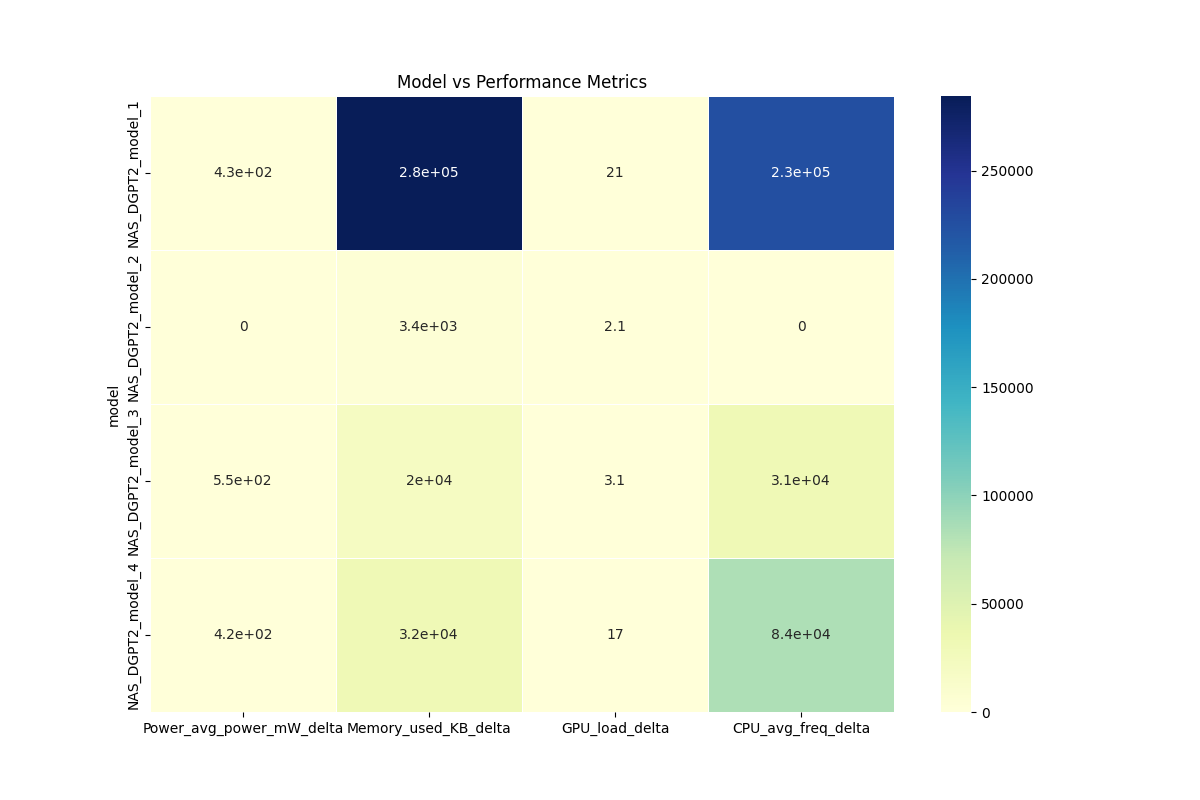 Model vs Performance Metrics
model
NAS_DGPT2_model_1
4.3e+02 2.8e+05 21 2.3e+05
NAS_DGPT2_model_2
0 3.4e+03 2.1 0
NAS_DGPT2_model_3
5.5e+02 2e+04 3.1 3.1e+04
NAS_DGPT2_model_4
4.2e+02 3.2e+04 17 8.4e+04
Power_avg_power_mW_delta Memory_used_KB_delta GPU_load_delta CPU_avg_freq_delta
250000
200000
150000
100000
50000
0